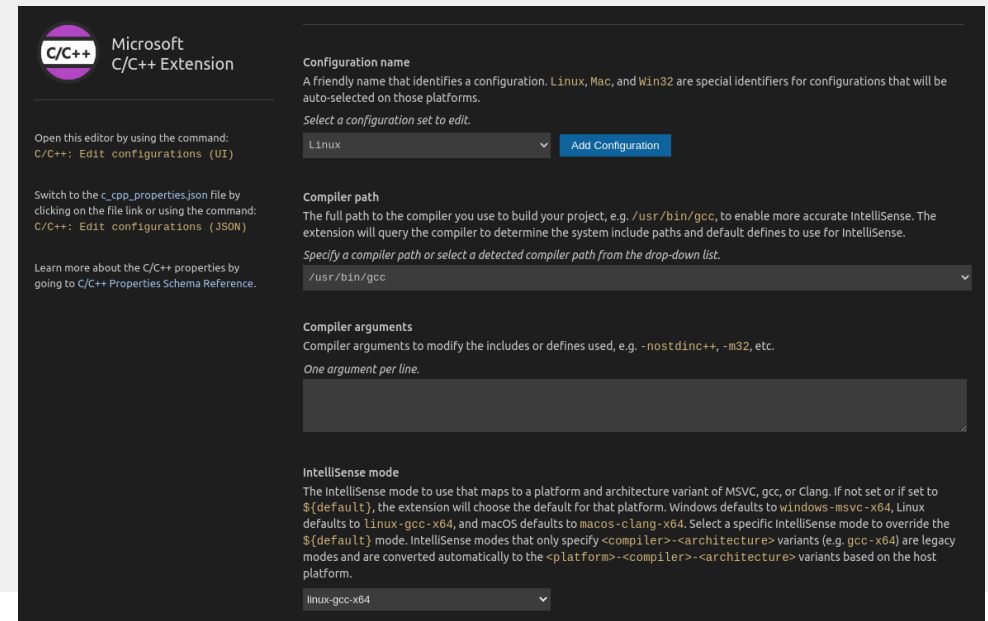 C/C++
Microsoft
C/C++ Extension
Open this editor by using the command:
C/C++: Edit configurations (UI)
Switch to the c_cpp_properties.json file by
clicking on the file link or using the command:
C/C++: Edit configurations (JSON)
Learn more about the C/C++ properties by
going to C/C++ Properties Schema Reference.
Configuration name
A friendly name that identifies a configuration. Linux, Mac, and Win32 are special identifiers for configurations that will be
auto-selected on those platforms.
Select a configuration set to edit.
Linux
Add Configuration
Compiler path
The full path to the compiler you use to build your project, e.g. /usr/bin/gcc, to enable more accurate IntelliSense. The
extension will query the compiler to determine the system include paths and default defines to use for IntelliSense.
Specify a compiler path or select a detected compiler path from the drop-down list.
/usr/bin/gcc
Compiler arguments
Compiler arguments to modify the includes or defines used, e.g. -nostdinc++, -m32, etc.
One argument per line.
IntelliSense mode
The IntelliSense mode to use that maps to a platform and architecture variant of MSVC, gcc, or Clang. If not set or if set to
${default}, the extension will choose the default for that platform. Windows defaults to windows-msvc-x64, Linux
defaults to linux-gcc-x64, and macOS defaults to macos-clang-x64. Select a specific IntelliSense mode to override the
${default} mode. IntelliSense modes that only specify <compiler>-<architecture> variants (e.g. gcc-x64) are legacy
modes and are converted automatically to the <platform>-<compiler>-<architecture> variants based on the host
platform.
linux-gcc-x64